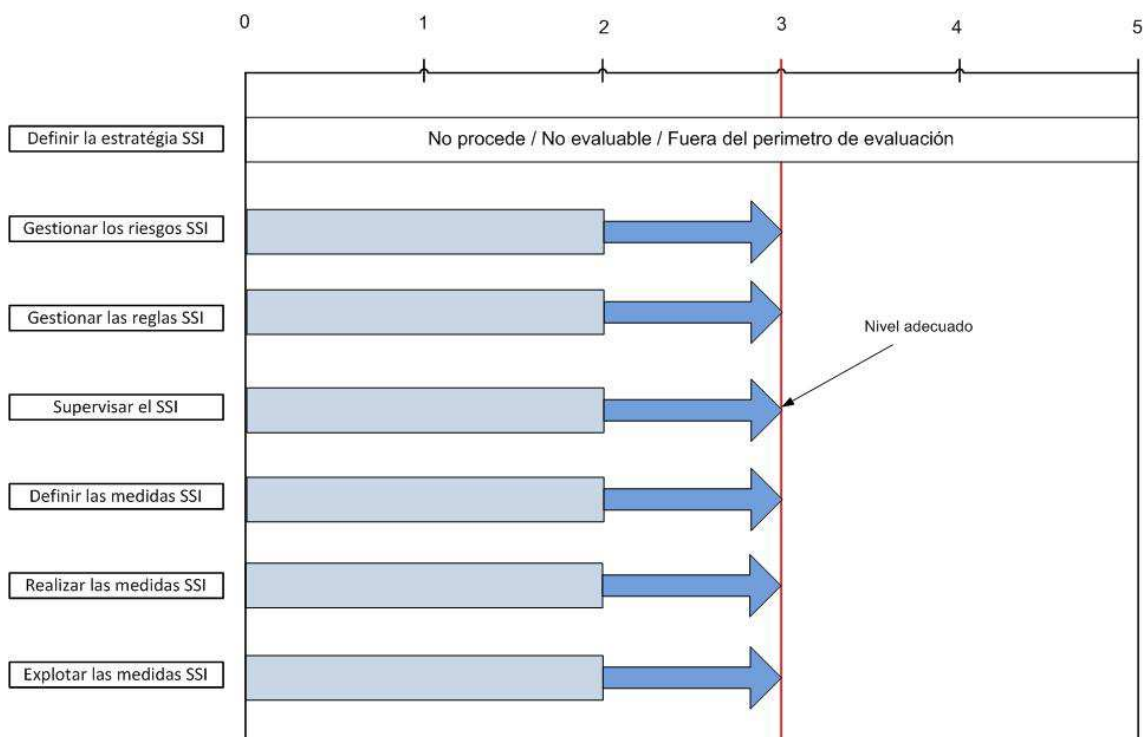 0 1 2 3 4 5
Definir la estratégia SSI
No procede / No evaluable / Fuera del perimetro de evaluación
Gestionar los riesgos SSI
Gestionar las reglas SSI
Nivel adecuado
Supervisar el SSI
Definir las medidas SSI
Realizar las medidas SSI
Explotar las medidas SSI